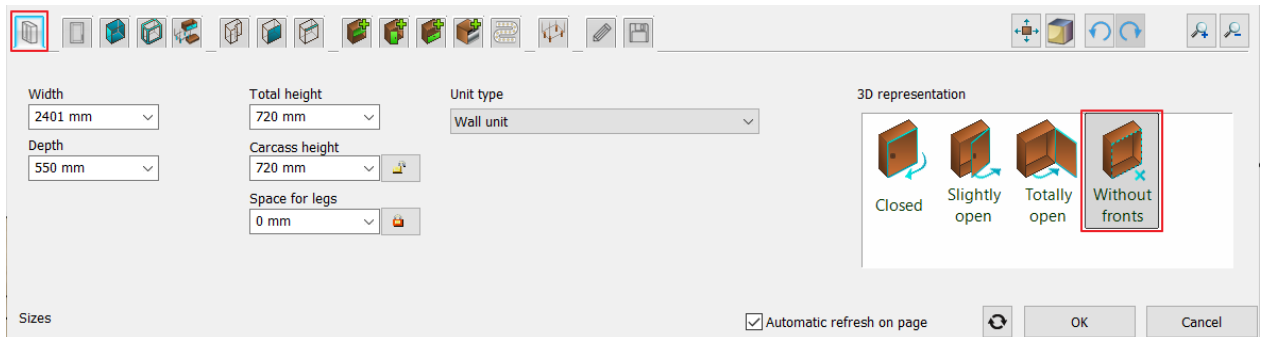 Width
2401 mm
Depth
550 mm
Total height
720 mm
Carcass height
720 mm
Space for legs
0 mm
Unit type
Wall unit
3D representation
Closed
Slightly
open
Totally
open
Without
fronts
Sizes
Automatic refresh on page
OK
Cancel